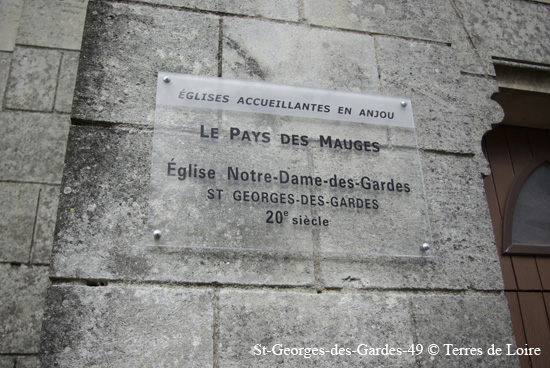 ÉGLISES ACCUEILLANTES EN ANJOU
LE PAYS DES MAUGES
Église Notre-Dame-des-Gardes
ST GEORGES-DES-GARDES
20e siècle
St-Georges-des-Gardes-49 © Terres de Loire